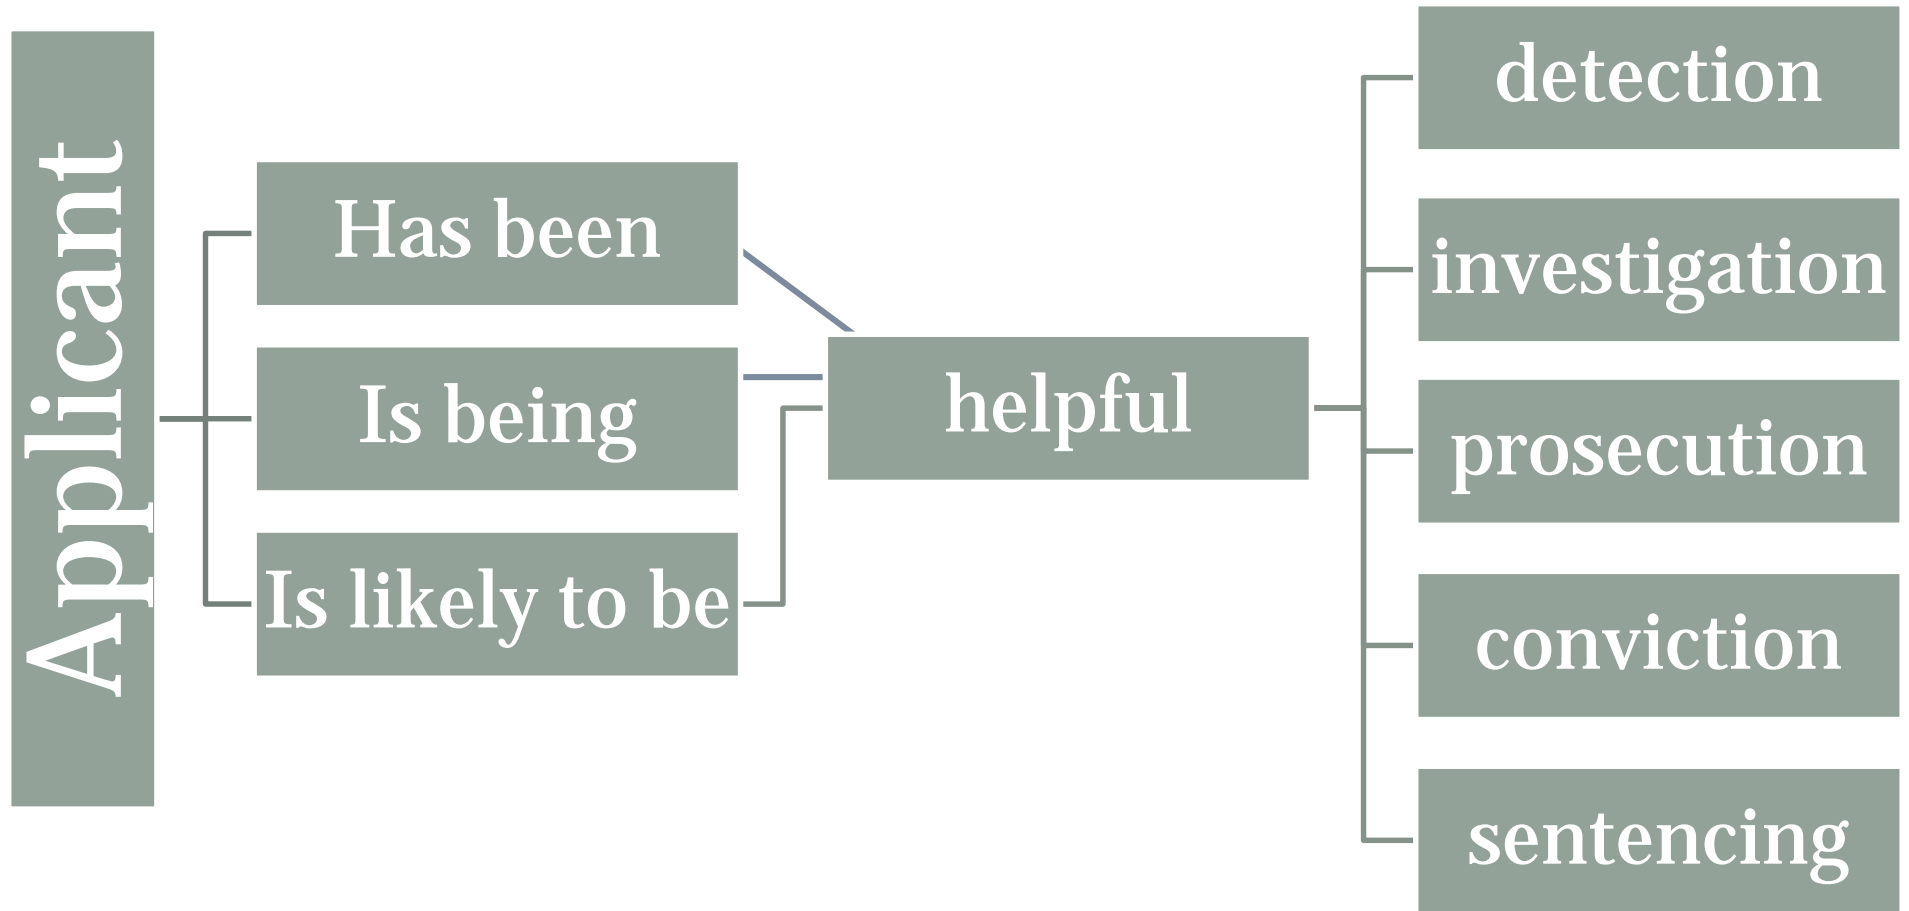 Applicant
Has been
Is being
Is likely to be
helpful
detection
investigation
prosecution
conviction
sentencing